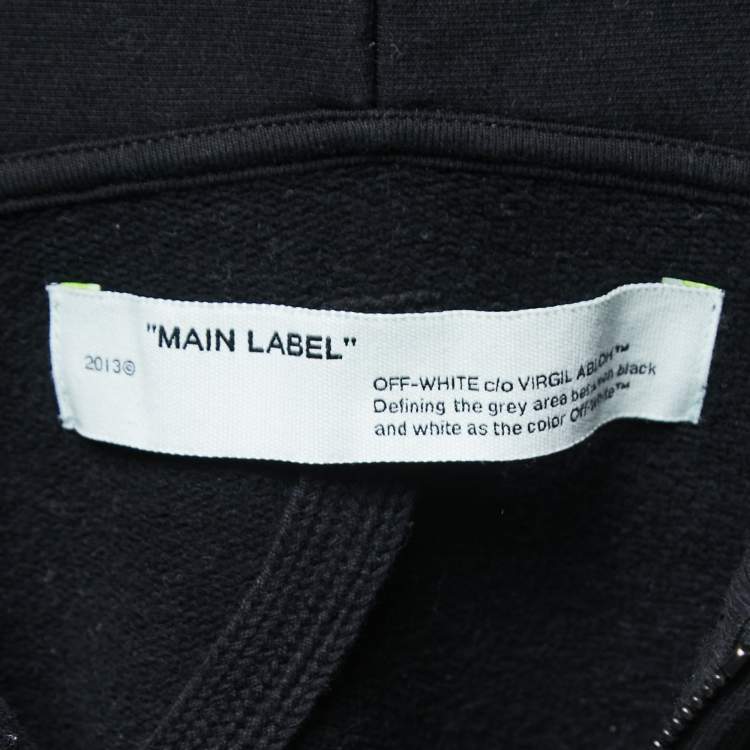 "MAIN LABEL"
2013©
OFF-WHITE c/o VIRGIL ABLOH™
Defining the grey area between black
and white as the color Off-White™